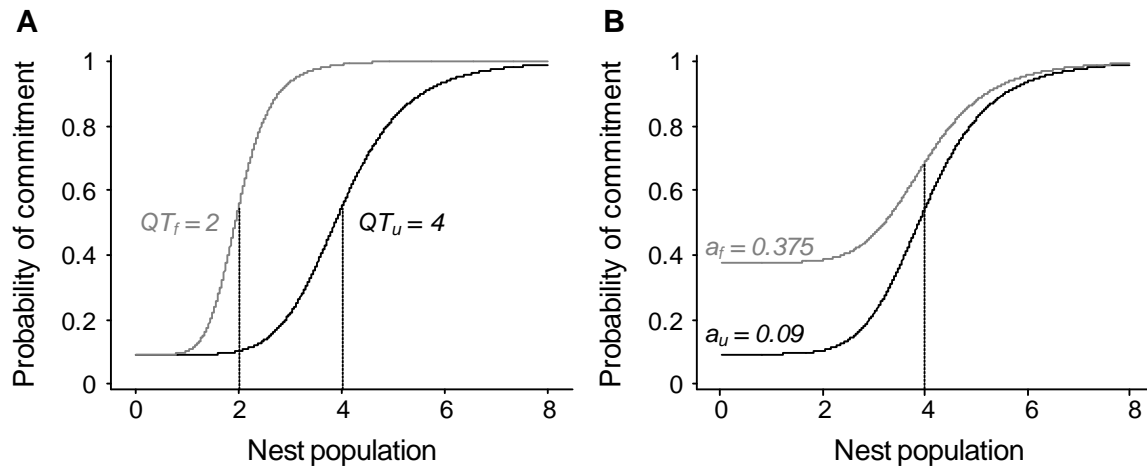 A
B
Probability of commitment
1
0.8
0.6
0.4
0.2
0
QTf = 2
QTu = 4
0 2 4 6 8
Nest population
Probability of commitment
1
0.8
0.6
0.4
0.2
0
af = 0.375
au = 0.09
0 2 4 6 8
Nest population